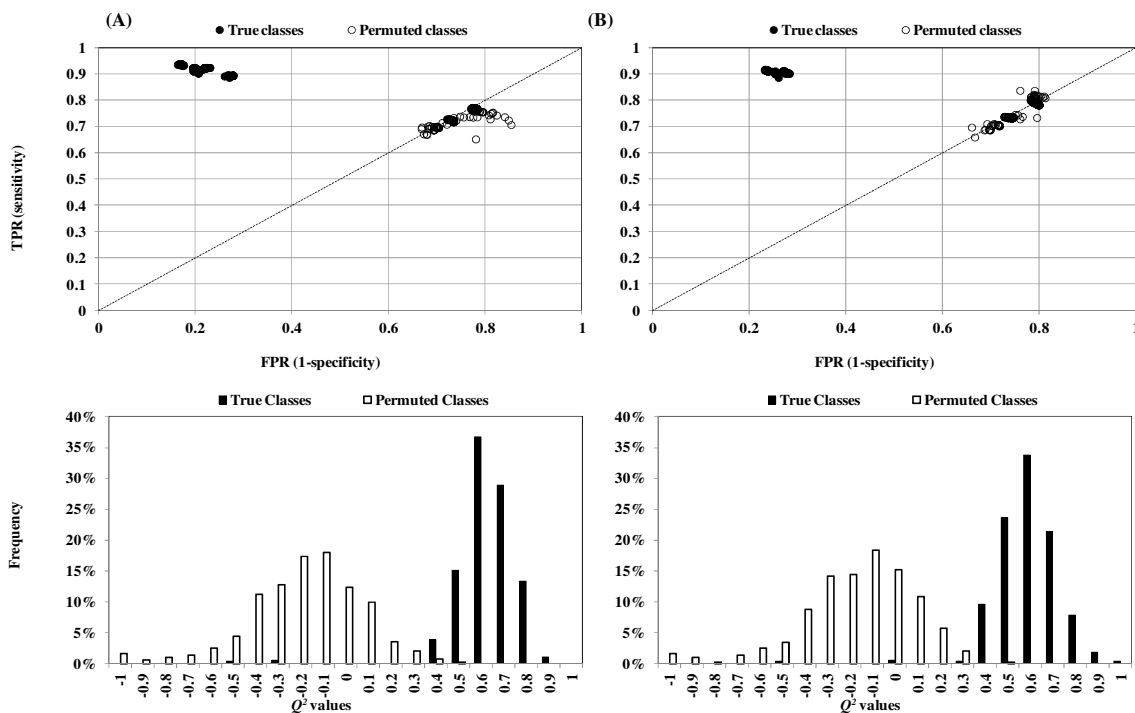 (A)
True classes Permuted classes
1
0.9
0.8
0.7
0.6
0.5
0.4
0.3
0.2
0.1
0
0 0.2 0.4 0.6 0.8 1
TPR (sensitivity)
FPR (1-specificity)
(B)
True classes Permuted classes
1
0.9
0.8
0.7
0.6
0.5
0.4
0.3
0.2
0.1
0
0 0.2 0.4 0.6 0.8 1
FPR (1-specificity)
True Classes Permuted Classes
40%
35%
30%
25%
20%
15%
10%
5%
0%
-1 -0.9 -0.8 -0.7 -0.6 -0.5 -0.4 -0.3 -0.2 -0.1 0 0.1 0.2 0.3 0.4 0.5 0.6 0.7 0.8 0.9 1
Frequency
Q² values
True Classes Permuted Classes
40%
35%
30%
25%
20%
15%
10%
5%
0%
-1 -0.9 -0.8 -0.7 -0.6 -0.5 -0.4 -0.3 -0.2 -0.1 0 0.1 0.2 0.3 0.4 0.5 0.6 0.7 0.8 0.9 1
Q² values